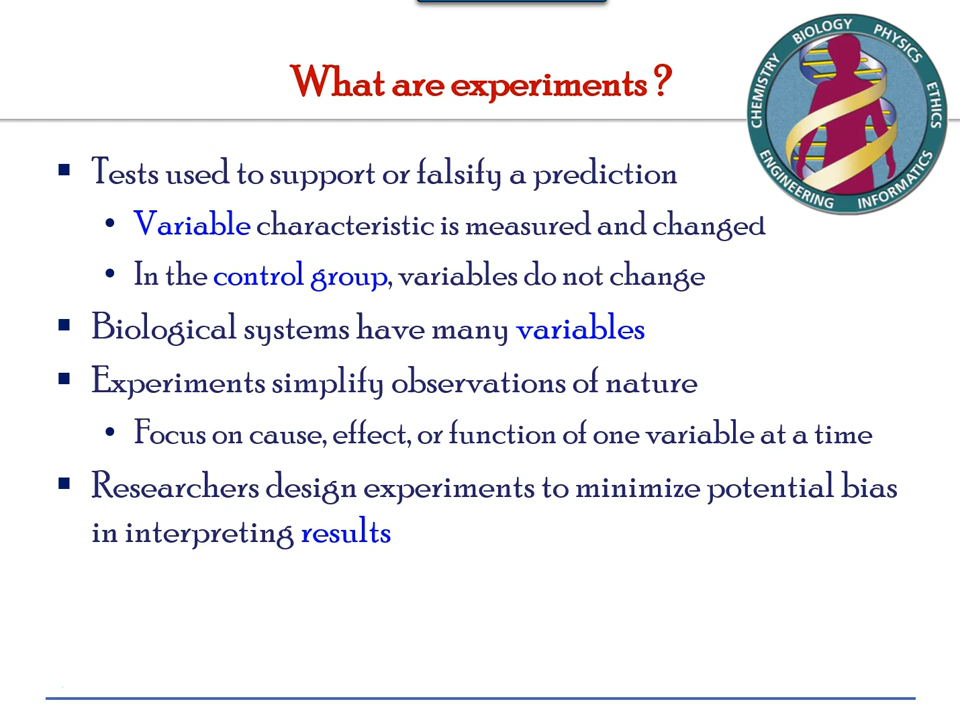 What are experiments ?
CHEMISTRY BIOLOGY PHYSICS ETHICS INFORMATICS ENGINEERING
▪ Tests used to support or falsify a prediction
• Variable characteristic is measured and changed
• In the control group, variables do not change
▪ Biological systems have many variables
▪ Experiments simplify observations of nature
• Focus on cause, effect, or function of one variable at a time
▪ Researchers design experiments to minimize potential bias
in interpreting results